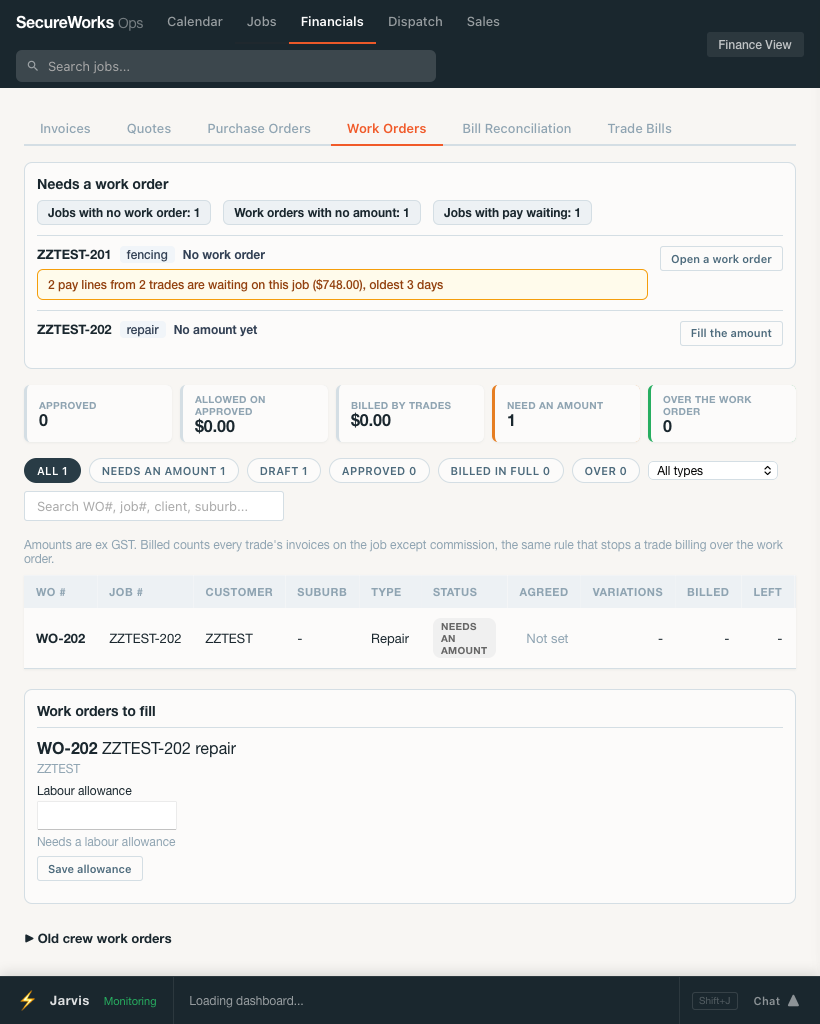 SecureWorks Ops
Calendar
Jobs
Financials
Dispatch
Sales
Finance View
Search jobs...
Invoices
Quotes
Purchase Orders
Work Orders
Bill Reconciliation
Trade Bills
Needs a work order
Jobs with no work order: 1
Work orders with no amount: 1
Jobs with pay waiting: 1
ZZTEST-201 fencing No work order
Open a work order
2 pay lines from 2 trades are waiting on this job ($748.00), oldest 3 days
ZZTEST-202 repair No amount yet
Fill the amount
APPROVED
0
ALLOWED ON
APPROVED
$0.00
BILLED BY TRADES
$0.00
NEED AN AMOUNT
1
OVER THE WORK
ORDER
0
ALL 1
NEEDS AN AMOUNT 1
DRAFT 1
APPROVED 0
BILLED IN FULL 0
OVER 0
All types
Search WO#, job#, client, suburb...
Amounts are ex GST. Billed counts every trade's invoices on the job except commission, the same rule that stops a trade billing over the work
order.
WO # JOB # CUSTOMER SUBURB TYPE STATUS AGREED VARIATIONS BILLED LEFT
WO-202 ZZTEST-202 ZZTEST - Repair NEEDS AN AMOUNT Not set - - -
Work orders to fill
WO-202 ZZTEST-202 repair
ZZTEST
Labour allowance
Needs a labour allowance
Save allowance
Old crew work orders
Jarvis Monitoring
Loading dashboard...
Shift+J
Chat